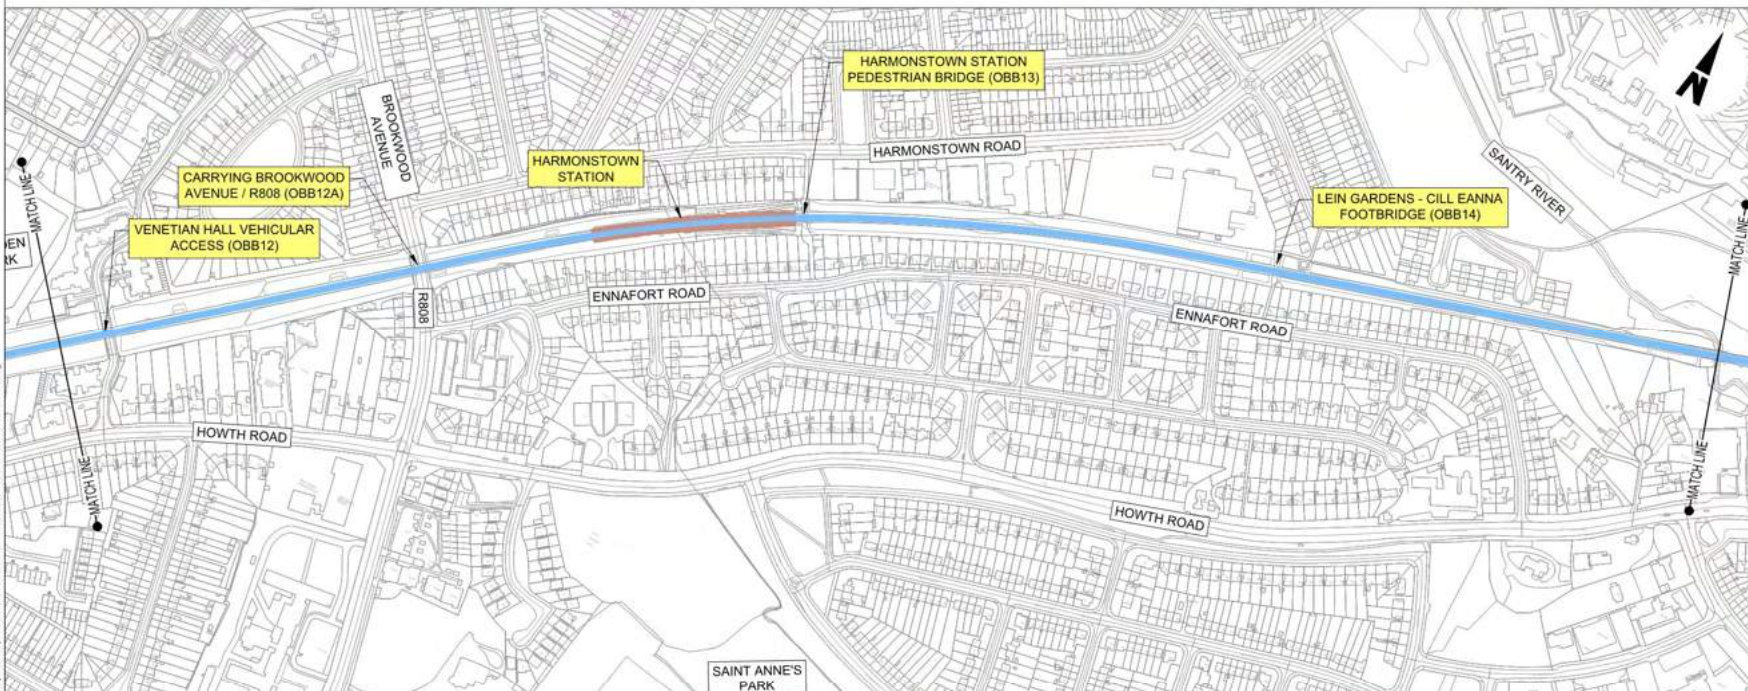 HARMONSTOWN STATION
PEDESTRIAN BRIDGE (OBB13)
N
BROOKWOOD
AVENUE
HARMONSTOWN ROAD
HARMONSTOWN
STATION
SANTRY RIVER
CARRYING BROOKWOOD
AVENUE / R808 (OBB12A)
MATCH LINE
LEIN GARDENS - CILL EANNA
FOOTBRIDGE (OBB14)
VENETIAN HALL VEHICULAR
ACCESS (OBB12)
MATCH LINE
ENNAFORT ROAD
R808
ENNAFORT ROAD
HOWTH ROAD
MATCH LINE
MATCH LINE
HOWTH ROAD
SAINT ANNE'S
PARK